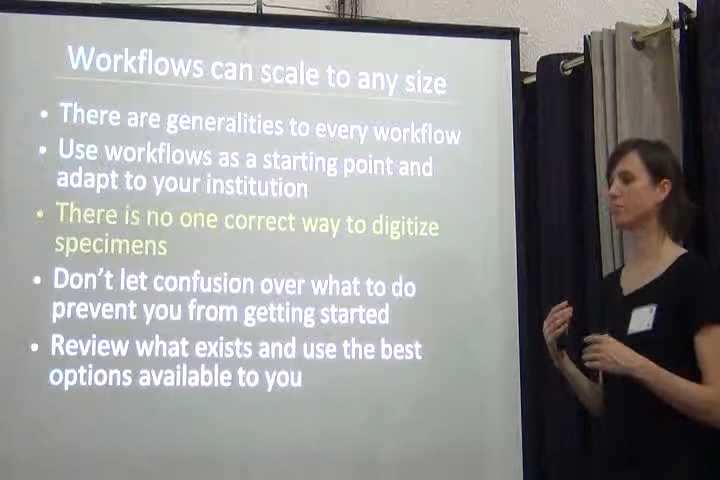 Workflows can scale to any size
• There are generalities to every workflow
• Use workflows as a starting point and
adapt to your institution
• There is no one correct way to digitize
specimens
• Don't let confusion over what to do
prevent you from getting started
• Review what exists and use the best
options available to you